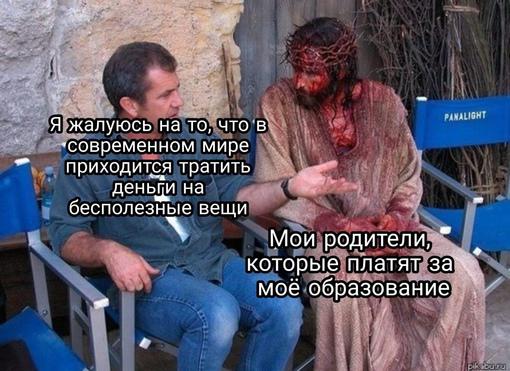 Я жалуюсь на то, что в
современном мире
приходится тратить
деньги на
бесполезные вещи
PANALIGHT
Мои родители,
которые платят за
моё образование
pikabu.ru